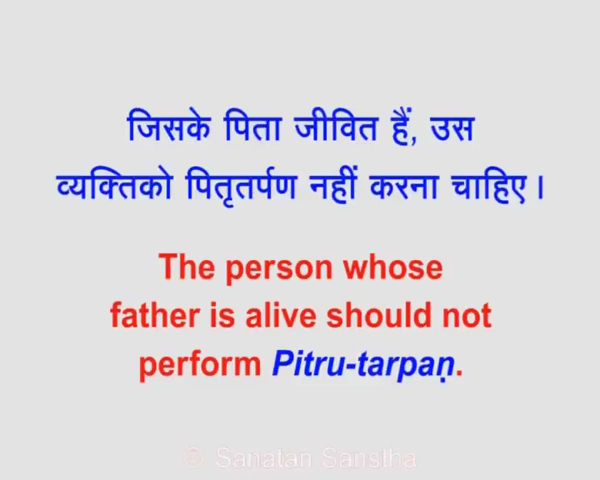 जिसके पिता जीवित हैं, उस
व्यक्तिको पितृतर्पण नहीं करना चाहिए ।
The person whose
father is alive should not
perform Pitru-tarpaṇ.
© Sanatan Sanstha